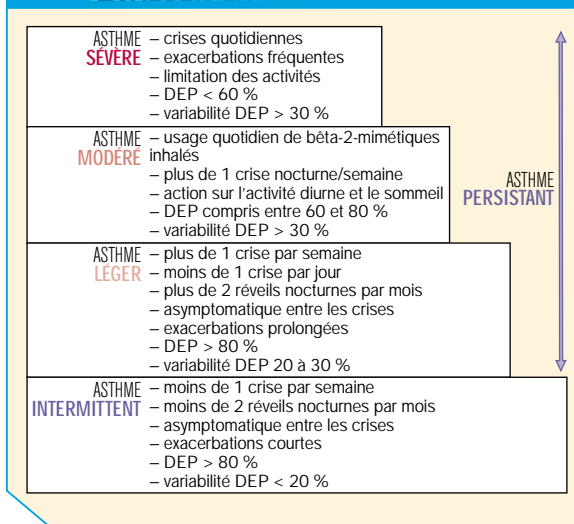 ASTHME – crises quotidiennes
SÉVÈRE – exacerbations fréquentes
– limitation des activités
– DEP < 60 %
– variabilité DEP > 30 %
ASTHME – usage quotidien de bêta-2-mimétiques
MODÉRÉ inhalés
– plus de 1 crise nocturne/semaine
– action sur l'activité diurne et le sommeil
– DEP compris entre 60 et 80 %
– variabilité DEP > 30 %
ASTHME
PERSISTANT
ASTHME – plus de 1 crise par semaine
LÉGER – moins de 1 crise par jour
– plus de 2 réveils nocturnes par mois
– asymptomatique entre les crises
– exacerbations prolongées
– DEP > 80 %
– variabilité DEP 20 à 30 %
ASTHME – moins de 1 crise par semaine
INTERMITTENT – moins de 2 réveils nocturnes par mois
– asymptomatique entre les crises
– exacerbations courtes
– DEP > 80 %
– variabilité DEP < 20 %